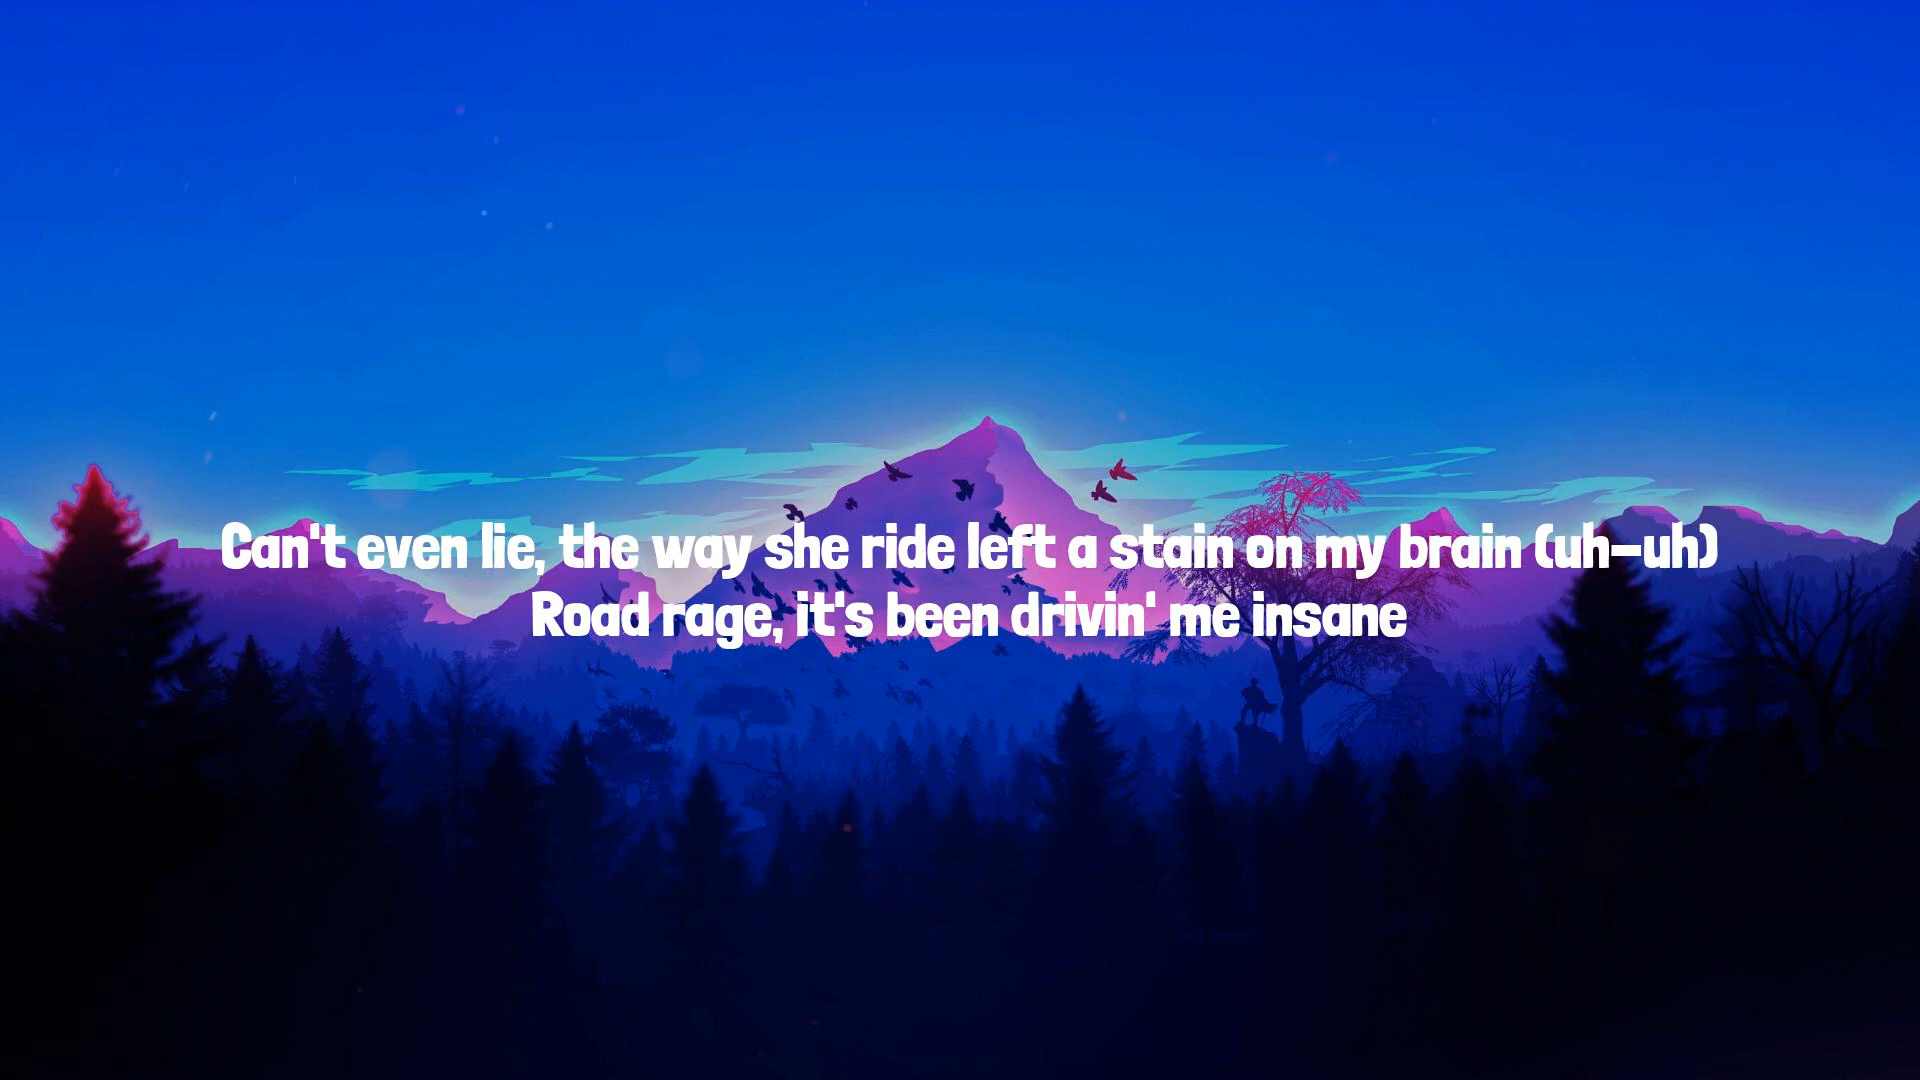 Can't even lie, the way she ride left a stain on my brain (uh-uh)
Road rage, it's been drivin' me insane